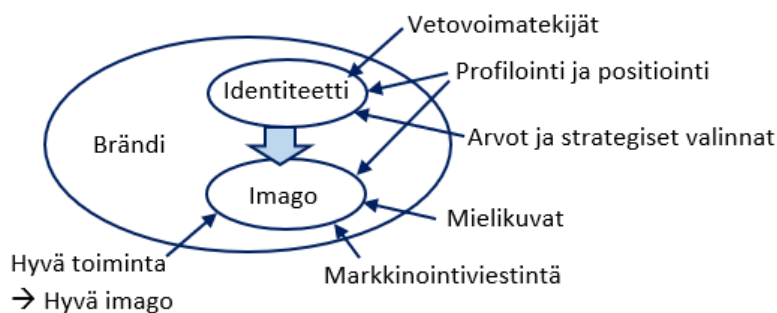 Vetovoimatekijät
Profilointi ja positiointi
Identiteetti
Arvot ja strategiset valinnat
Brändi
Imago
Mielikuvat
Hyvä toiminta
Markkinointiviestintä
→ Hyvä imago